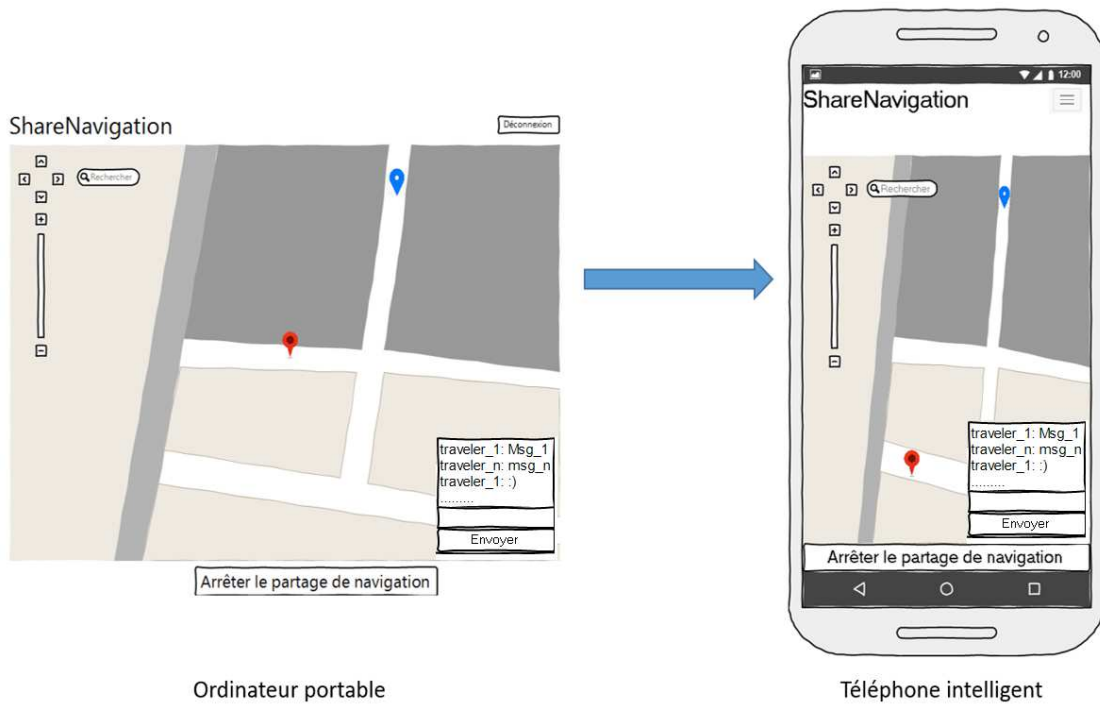 ShareNavigation
Déconnexion
Rechercher
traveler_1: Msg_1
traveler_n: msg_n
traveler_1: :)
.........
Envoyer
Arrêter le partage de navigation
Ordinateur portable
12:00
ShareNavigation
Rechercher
traveler_1: Msg_1
traveler_n: msg_n
traveler_1: :)
.........
Envoyer
Arrêter le partage de navigation
Téléphone intelligent